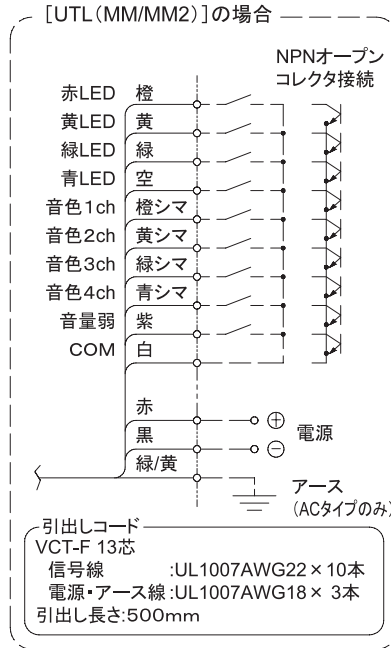 [UTL(MM/MM2)]の場合
NPNオープン
コレクタ接続
赤LED 橙
黄LED 黄
緑LED 緑
青LED 空
音色1ch 橙シマ
音色2ch 黄シマ
音色3ch 緑シマ
音色4ch 青シマ
音量弱 紫
COM 白
赤 ⊕
黒 ⊖
電源
緑/黄
アース
(ACタイプのみ)
引出しコード
VCT-F 13芯
信号線 :UL1007AWG22×10本
電源・アース線:UL1007AWG18× 3本
引出し長さ:500mm